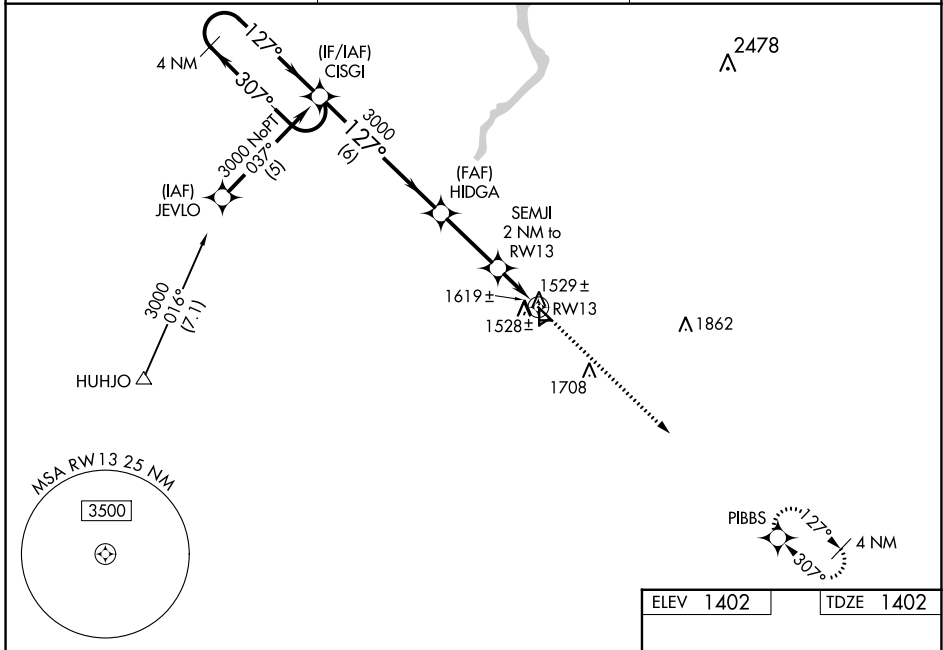 127°
4 NM
307°
(IF/IAF)
CISGI
2478
3000 NoPT
037°
(5)
3000
127°
(6)
(IAF)
JEVLO
(FAF)
HIDGA
SEMJI
2 NM to
RW13
3000
016°
(7.1)
1619±
1529±
RW13
1528±
1862
HUHJO
1708
MSA RW13 25 NM
3500
PIBBS
127°
4 NM
307°
ELEV 1402
TDZE 1402